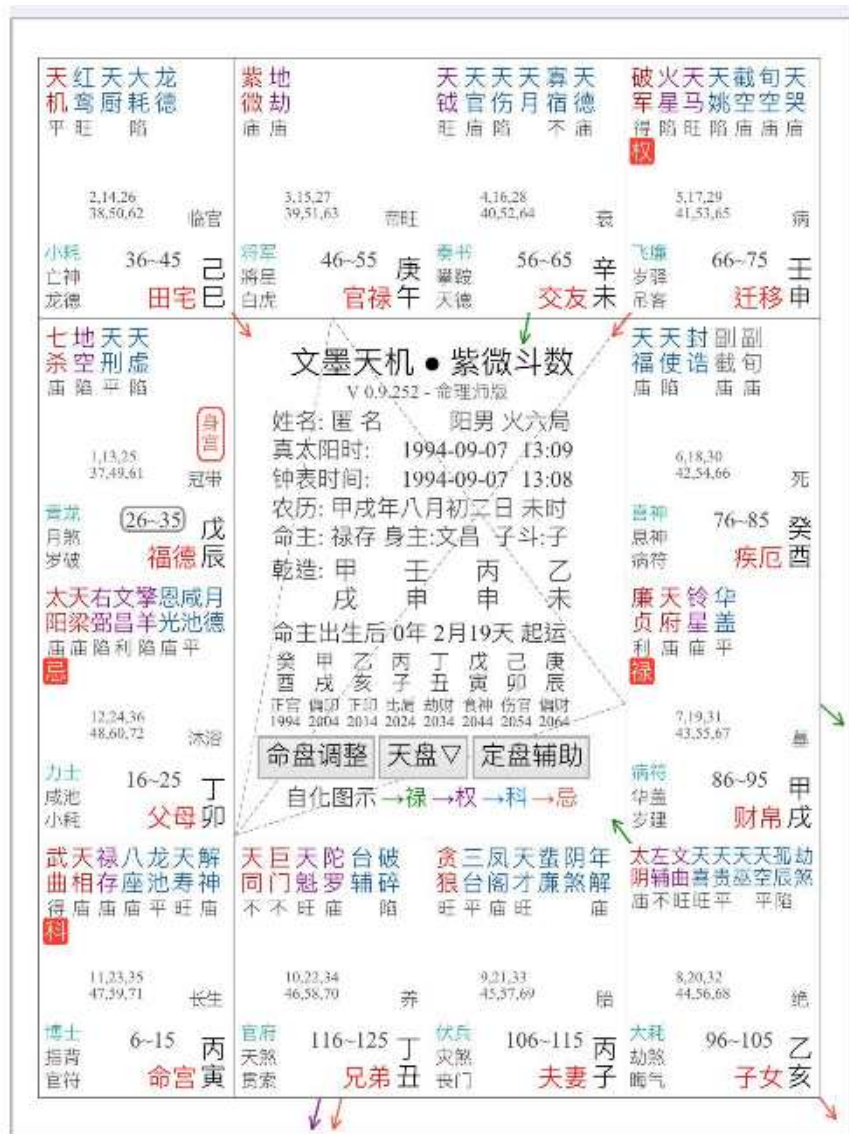 天 红 天 大 龙
机 鸾 厨 耗 德
平 旺 陷
2,14,26
38,50,62 临官
小耗 36~45 己
亡神
龙德 田宅 巳
紫 地
微 劫
庙 庙
3,15,27
39,51,63 帝旺
将军 46~55 庚
将星
白虎 官禄 午
天 天 天 天 寡 天
钺 官 伤 月 宿 德
旺 庙 陷 不 庙
4,16,28
40,52,64 衰
奏书 56~65 辛
攀鞍
天德 交友 未
破 火 天 天 截 旬 天
军 星 马 姚 空 空 哭
得 陷 旺 陷 庙 庙 庙
权
5,17,29
41,53,65 病
飞廉 66~75 壬
岁驿
吊客 迁移 申
七 地 天 天
杀 空 刑 虚
庙 陷 平 陷
身宫
1,13,25
37,49,61 冠带
青龙 26~35 戊
月煞
岁破 福德 辰
文墨天机 ● 紫微斗数
V 0.9.252 - 命理师版
姓名: 匿名 阳男 火六局
真太阳时: 1994-09-07 13:09
钟表时间: 1994-09-07 13:08
农历: 甲戌年八月初二日 未时
命主: 禄存 身主:文昌 子斗:子
乾造: 甲 壬 丙 乙
戌 申 申 未
命主出生后 0年 2月19天 起运
癸 甲 乙 丙 丁 戊 己 庚
酉 戌 亥 子 丑 寅 卯 辰
正官 偏印 正印 比肩 劫财 食神 伤官 偏财
1994 2004 2014 2024 2034 2044 2054 2064
命盘调整 天盘▽ 定盘辅助
自化图示 →禄 →权 →科 →忌
天 天 封 副 副
福 使 诰 截 旬
庙 陷 庙 庙
6,18,30
42,54,66 死
喜神 76~85 癸
息神
病符 疾厄 酉
太 天 右 文 擎 恩 咸 月
阳 梁 弼 昌 羊 光 池 德
庙 庙 陷 利 陷 庙 平
忌
12,24,36
48,60,72 沐浴
力士 16~25 丁
咸池
小耗 父母 卯
廉 天 铃 华
贞 府 星 盖
利 庙 庙 平
禄
7,19,31
43,55,67 墓
病符 86~95 甲
华盖
岁建 财帛 戌
武 天 禄 八 龙 天 解
曲 相 存 座 池 寿 神
得 庙 庙 庙 平 旺 庙
科
11,23,35
47,59,71 长生
博士 6~15 丙
指背
官符 命宫 寅
天 巨 天 陀 台 破
同 门 魁 罗 辅 碎
不 不 旺 庙 陷
10,22,34
46,58,70 养
官府 116~125 丁
天煞
贯索 兄弟 丑
贪 三 凤 天 蜚 阴 年
狼 台 阁 才 廉 煞 解
旺 平 庙 旺 庙
9,21,33
45,57,69 胎
伏兵 106~115 丙
灾煞
丧门 夫妻 子
太 左 文 天 天 天 天 孤 劫
阴 辅 曲 喜 贵 巫 空 辰 煞
庙 不 旺 旺 平 平 陷
8,20,32
44,56,68 绝
大耗 96~105 乙
劫煞
晦气 子女 亥